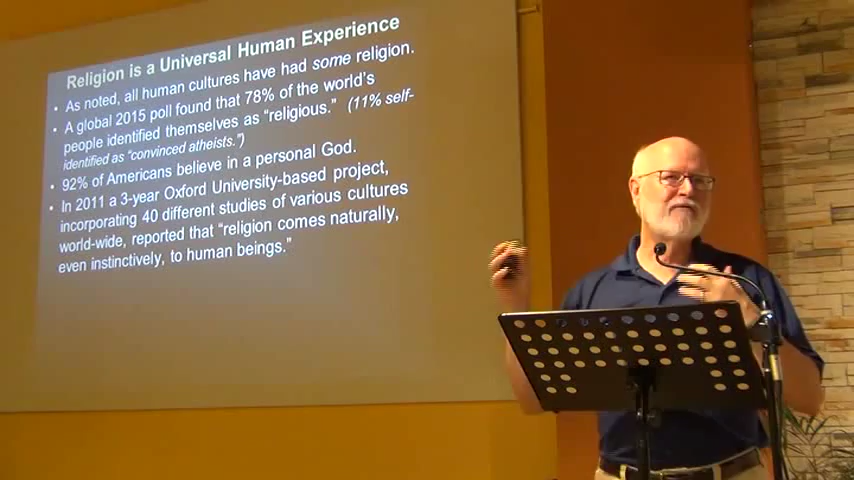 Religion is a Universal Human Experience
• As noted, all human cultures have had some religion.
• A global 2015 poll found that 78% of the world's
people identified themselves as "religious." (11% self-
identified as "convinced atheists.")
• 92% of Americans believe in a personal God.
• In 2011 a 3-year Oxford University-based project,
incorporating 40 different studies of various cultures
world-wide, reported that "religion comes naturally,
even instinctively, to human beings."